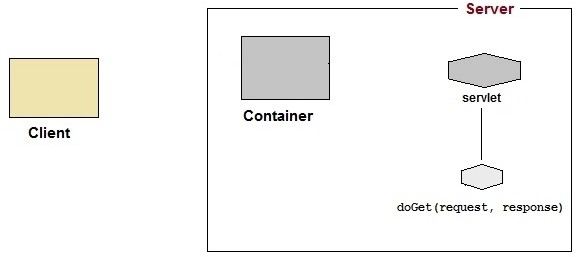 Server
Client
Container
servlet
doGet(request, response)